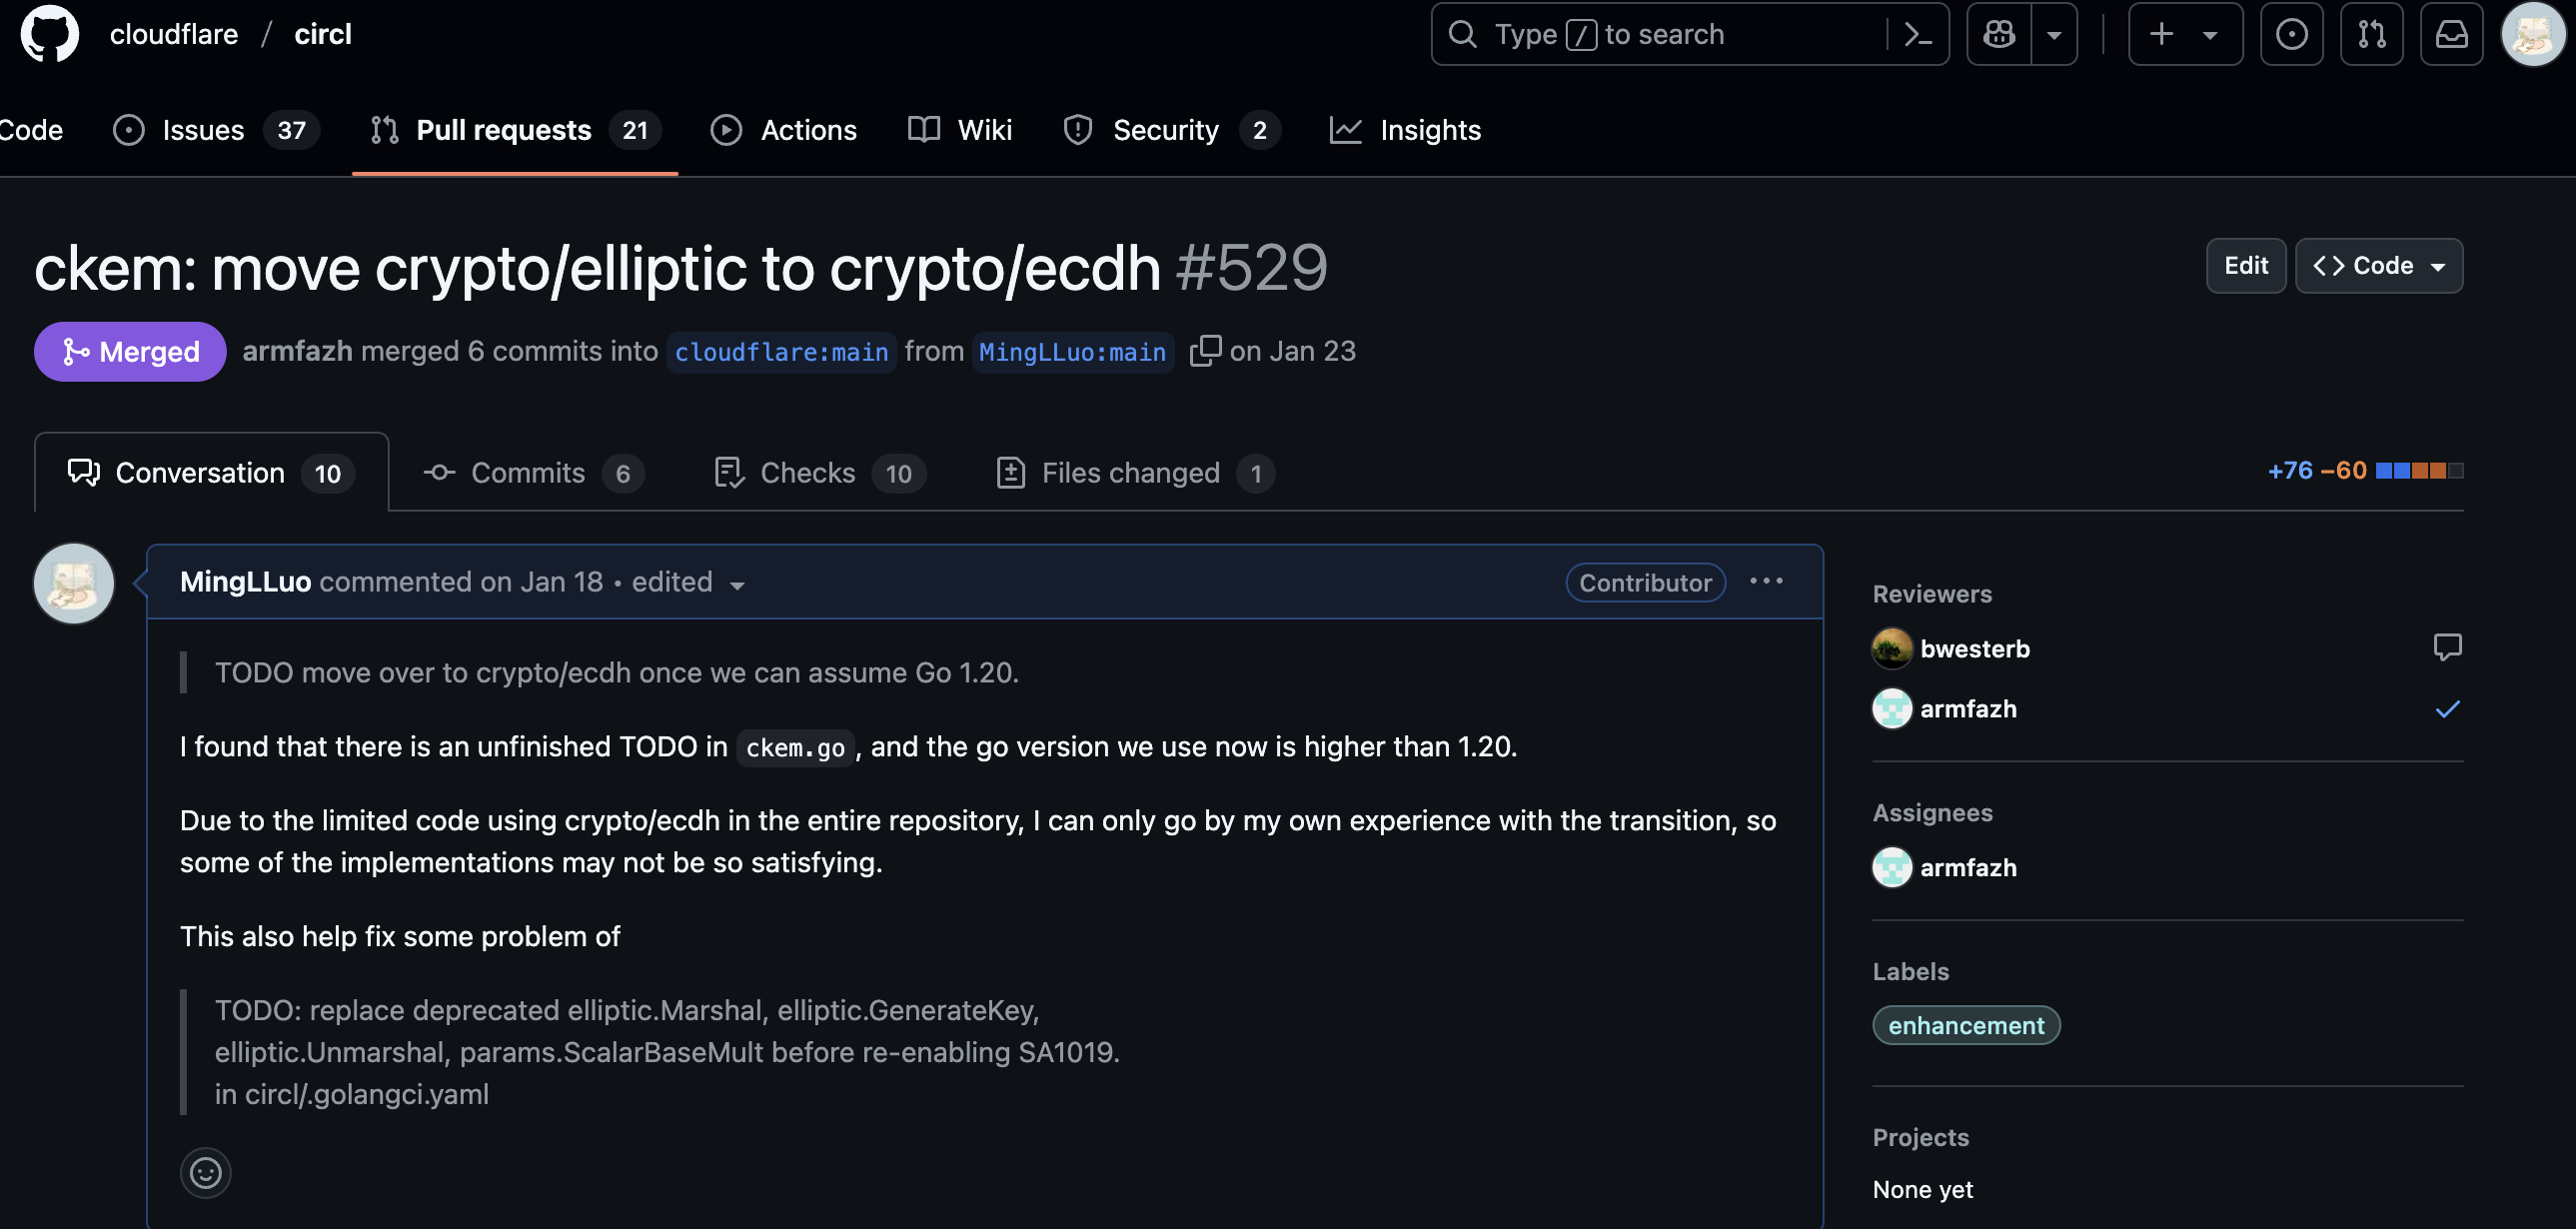 cloudflare / circl
Type / to search
Code
Issues 37
Pull requests 21
Actions
Wiki
Security 2
Insights
ckem: move crypto/elliptic to crypto/ecdh #529
Edit
Code
Merged
armfazh merged 6 commits into cloudflare:main from MingLLuo:main on Jan 23
Conversation 10
Commits 6
Checks 10
Files changed 1
+76 −60
MingLLuo commented on Jan 18 • edited
Contributor
TODO move over to crypto/ecdh once we can assume Go 1.20.
I found that there is an unfinished TODO in ckem.go, and the go version we use now is higher than 1.20.
Due to the limited code using crypto/ecdh in the entire repository, I can only go by my own experience with the transition, so
some of the implementations may not be so satisfying.
This also help fix some problem of
TODO: replace deprecated elliptic.Marshal, elliptic.GenerateKey,
elliptic.Unmarshal, params.ScalarBaseMult before re-enabling SA1019.
in circl/.golangci.yaml
Reviewers
bwesterb
armfazh
Assignees
armfazh
Labels
enhancement
Projects
None yet